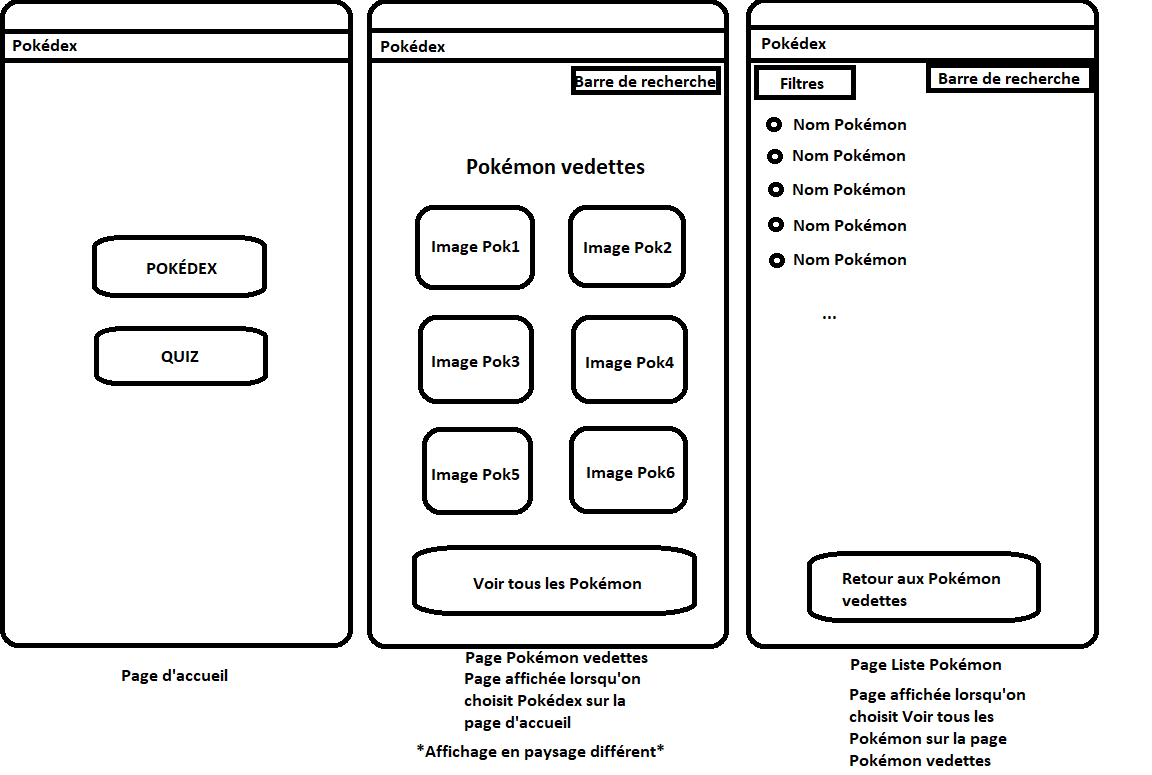 Pokédex
POKÉDEX
QUIZ
Page d'accueil
Pokédex
Barre de recherche
Pokémon vedettes
Image Pok1
Image Pok2
Image Pok3
Image Pok4
Image Pok5
Image Pok6
Voir tous les Pokémon
Page Pokémon vedettes
Page affichée lorsqu'on
choisit Pokédex sur la
page d'accueil
*Affichage en paysage différent*
Pokédex
Filtres
Barre de recherche
Nom Pokémon
Nom Pokémon
Nom Pokémon
Nom Pokémon
Nom Pokémon
...
Retour aux Pokémon
vedettes
Page Liste Pokémon
Page affichée lorsqu'on
choisit Voir tous les
Pokémon sur la page
Pokémon vedettes